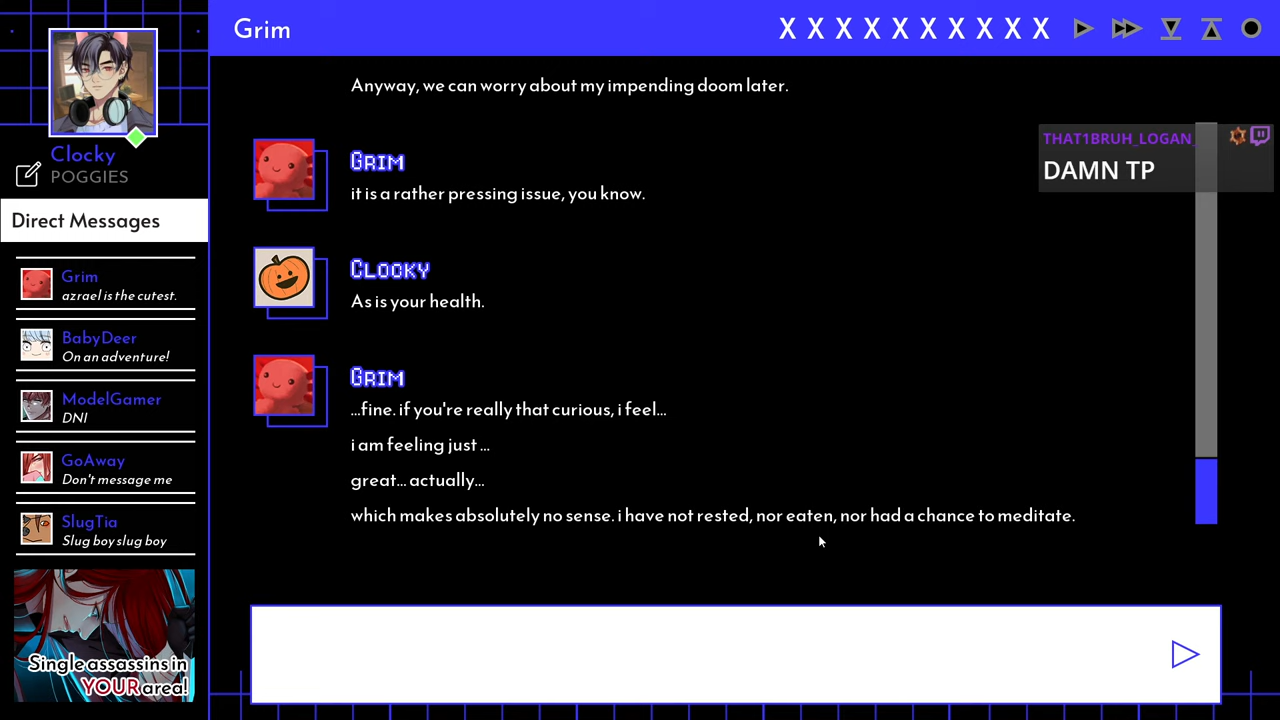 Grim
X X X X X X X X X X
Anyway, we can worry about my impending doom later.
THAT1BRUH_LOGAN_
DAMN TP
GRIM
it is a rather pressing issue, you know.
Clocky
POGGIES
Direct Messages
Grim
azrael is the cutest.
BabyDeer
On an adventure!
ModelGamer
DNI
GoAway
Don't message me
SlugTia
Slug boy slug boy
Single assassins in
YOUR area!
CLOCKY
As is your health.
GRIM
...fine. if you're really that curious, i feel...
i am feeling just ...
great... actually...
which makes absolutely no sense. i have not rested, nor eaten, nor had a chance to meditate.